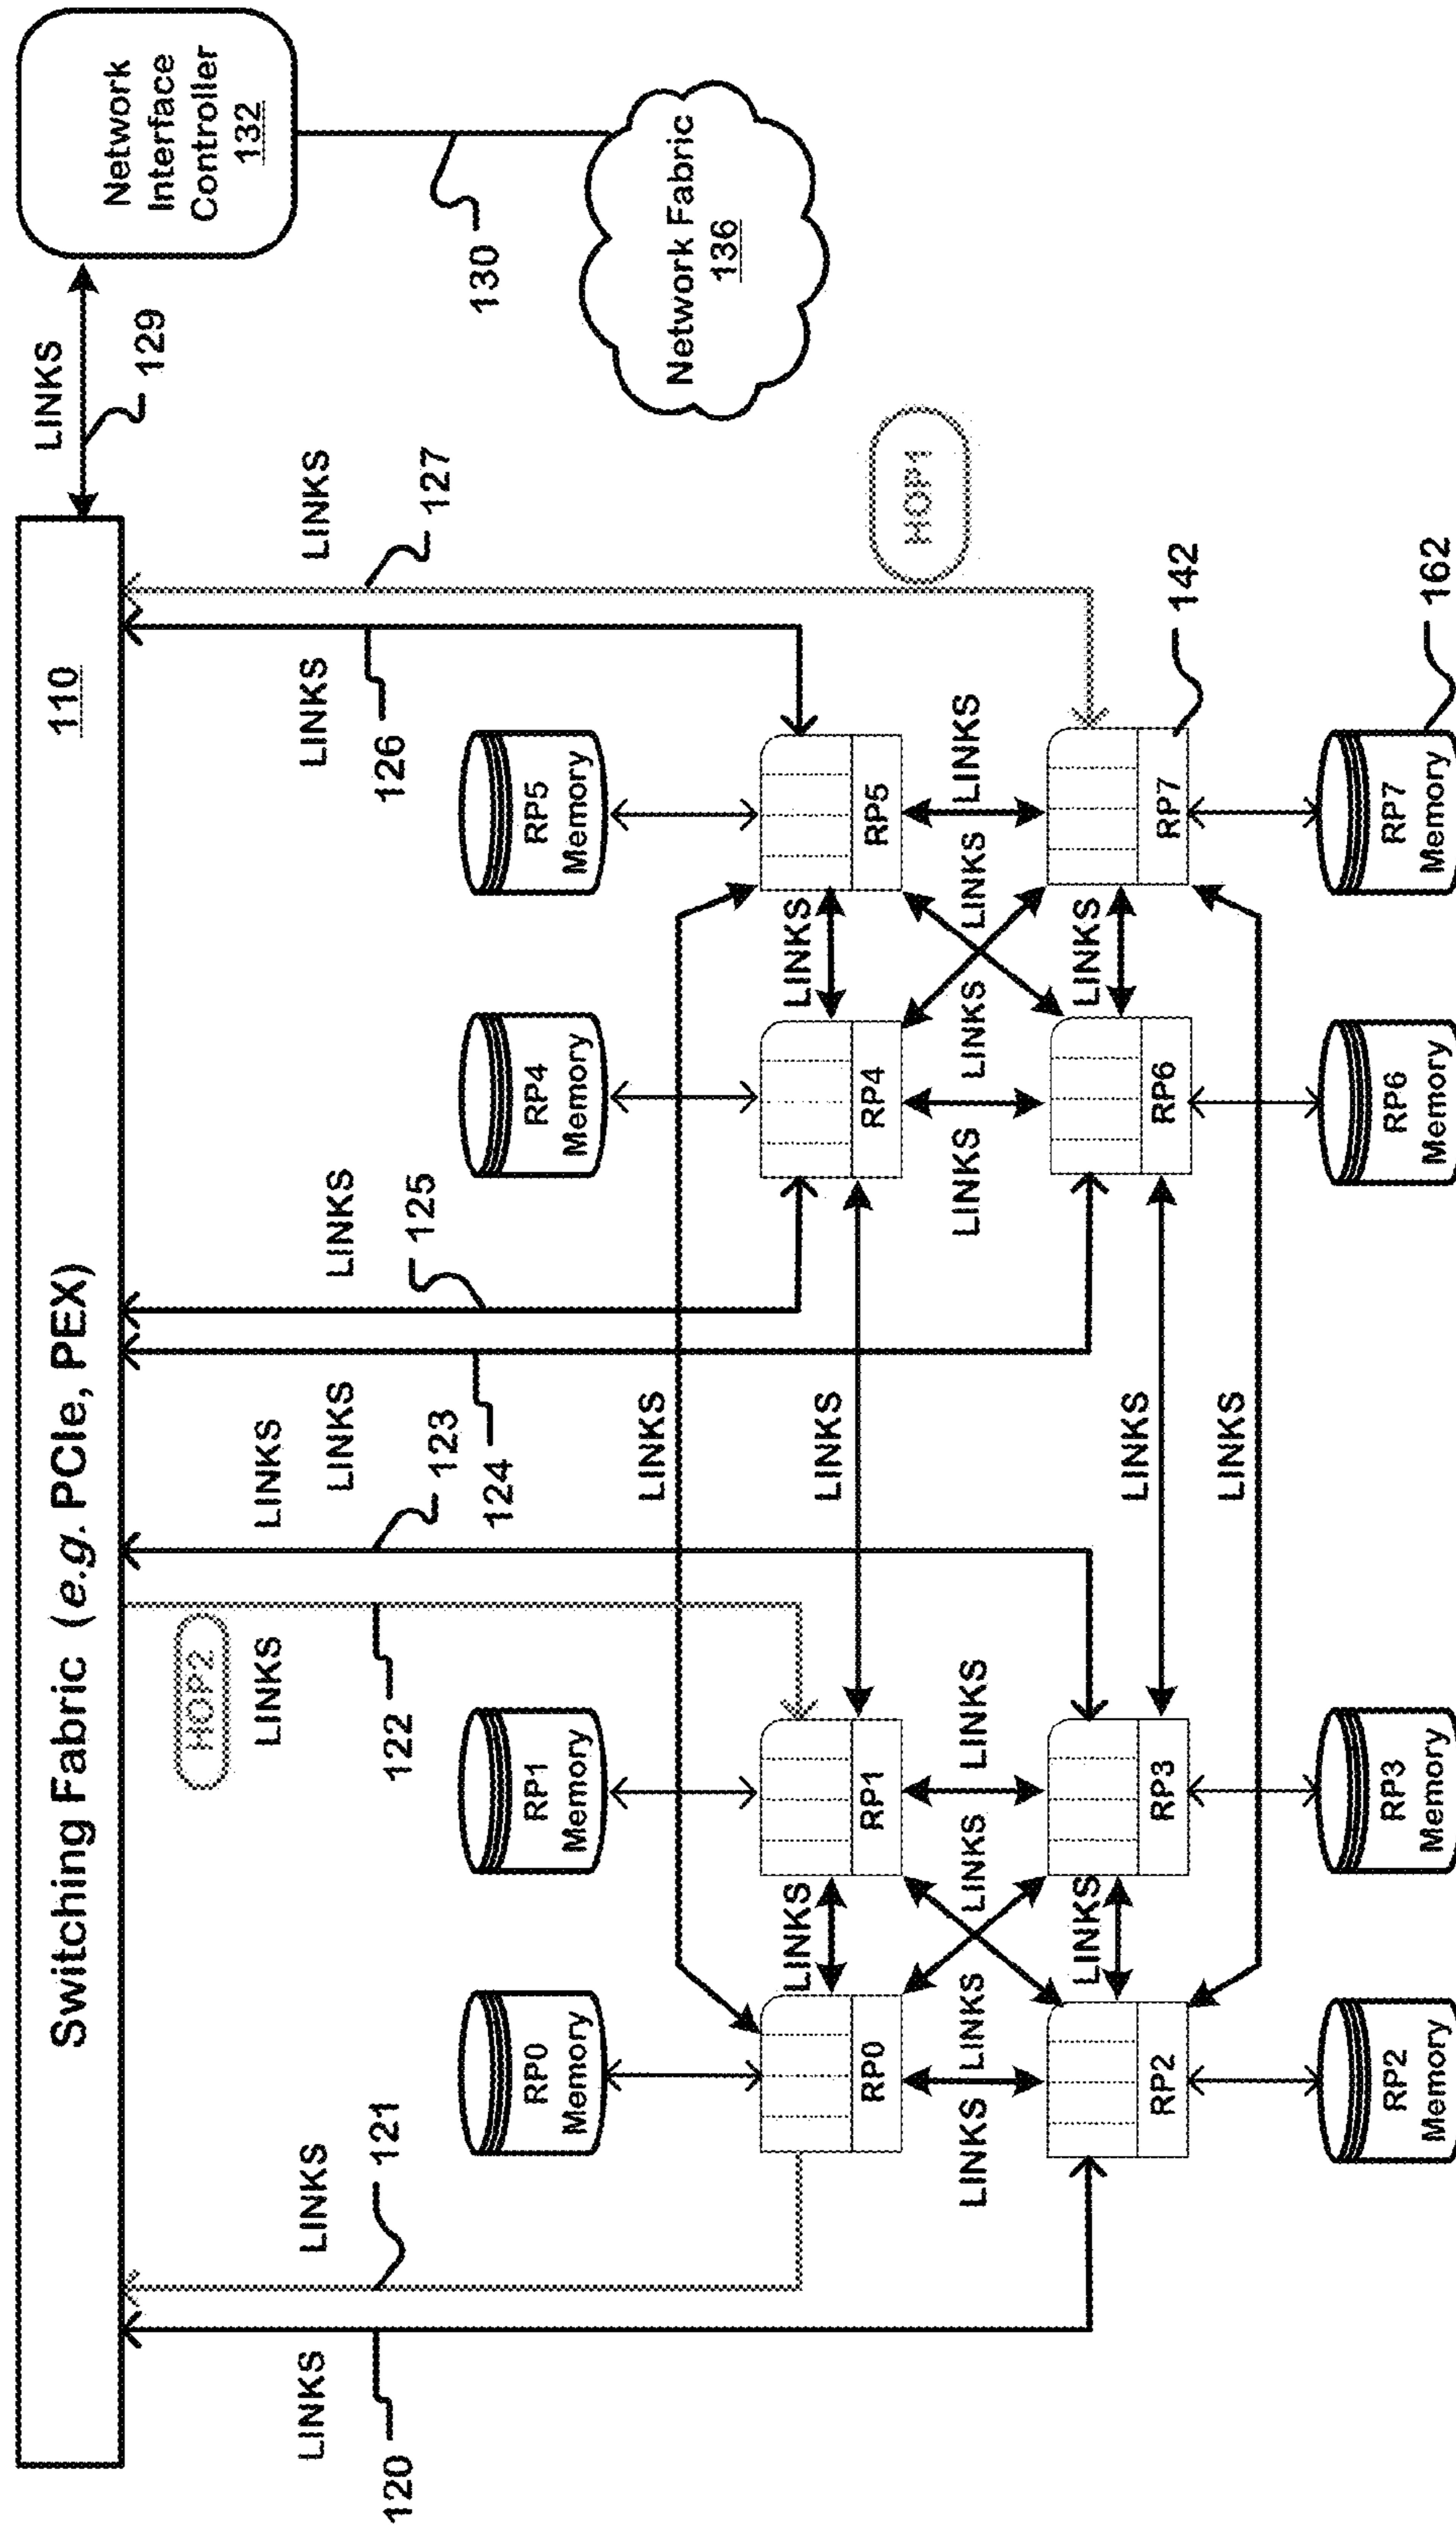 Switching Fabric (e.g. PCIe, PEX)
110
LINKS
129
Network
Interface
Controller
132
130
Network Fabric
136
HOP2
LINKS
LINKS
LINKS
120
LINKS
121
122
LINKS
123
LINKS
124
LINKS
125
LINKS
126
LINKS
127
HOP1
RP0
Memory
RP1
Memory
RP4
Memory
RP5
Memory
LINKS
RP0
LINKS
RP1
LINKS
RP4
LINKS
RP5
LINKS
LINKS
LINKS
LINKS
LINKS
LINKS
LINKS
LINKS
RP2
LINKS
RP3
LINKS
RP6
LINKS
RP7
142
LINKS
RP2
Memory
RP3
Memory
RP6
Memory
RP7
Memory
162